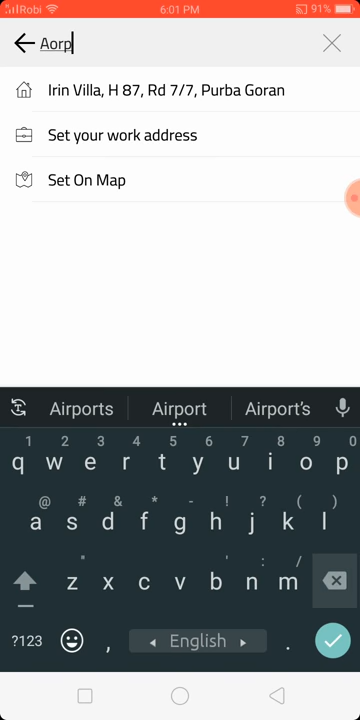 Robi 6:01 PM 91%
Aorp
Irin Villa, H 87, Rd 7/7, Purba Goran
Set your work address
Set On Map
Airports Airport Airport's
1 2 3 4 5 6 7 8 9 0
q w e r t y u i o p
@ # & * - ! ? ( )
a s d f g h j k l
" ' : /
z x c v b n m
?123 , English .